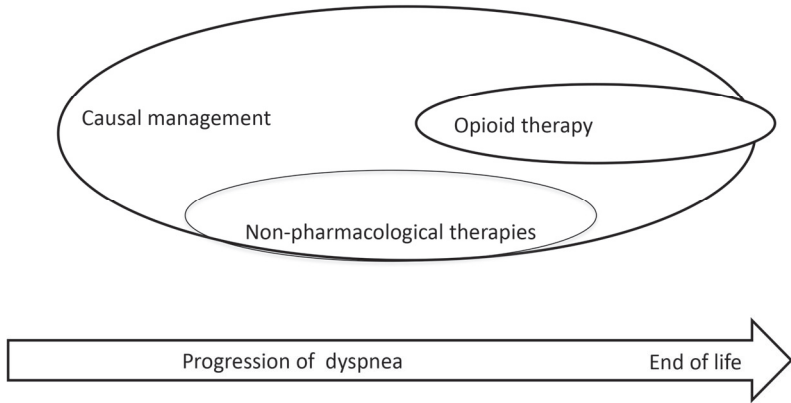 Causal management
Opioid therapy
Non-pharmacological therapies
Progression of dyspnea
End of life